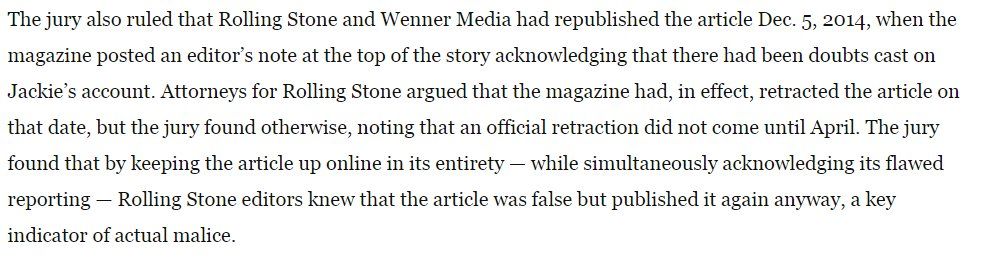 The jury also ruled that Rolling Stone and Wenner Media had republished the article Dec. 5, 2014, when the
magazine posted an editor’s note at the top of the story acknowledging that there had been doubts cast on
Jackie’s account. Attorneys for Rolling Stone argued that the magazine had, in effect, retracted the article on
that date, but the jury found otherwise, noting that an official retraction did not come until April. The jury
found that by keeping the article up online in its entirety — while simultaneously acknowledging its flawed
reporting — Rolling Stone editors knew that the article was false but published it again anyway, a key
indicator of actual malice.